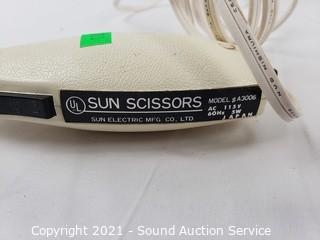 UL SUN SCISSORS MODEL #A3006
AC 115V
60Hz 5W
SUN ELECTRIC MFG CO., LTD. JAPAN
Copyright 2021 - Sound Auction Service